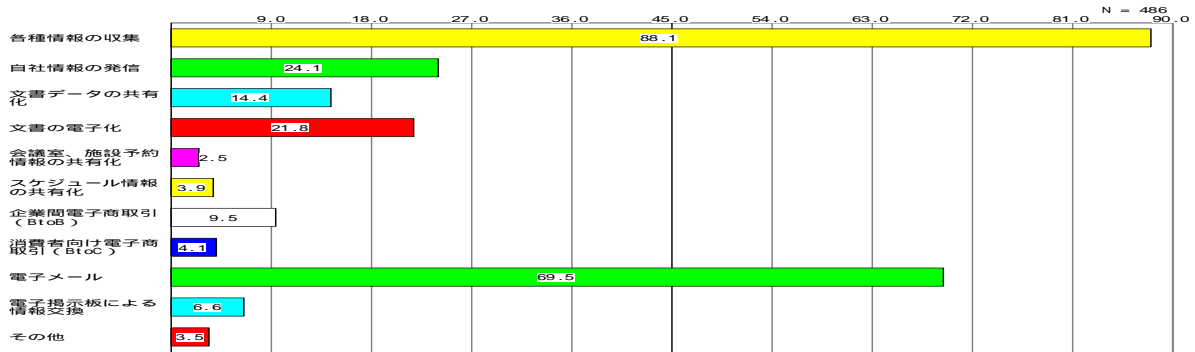 N = 486
9.0 18.0 27.0 36.0 45.0 54.0 63.0 72.0 81.0 90.0
各種情報の収集 88.1
自社情報の発信 24.1
文書データの共有
化 14.4
文書の電子化 21.8
会議室、施設予約
情報の共有化 2.5
スケジュール情報
の共有化 3.9
企業間電子商取引
(BtoB) 9.5
消費者向け電子商
取引(BtoC) 4.1
電子メール 69.5
電子掲示板による
情報交換 6.6
その他 3.5